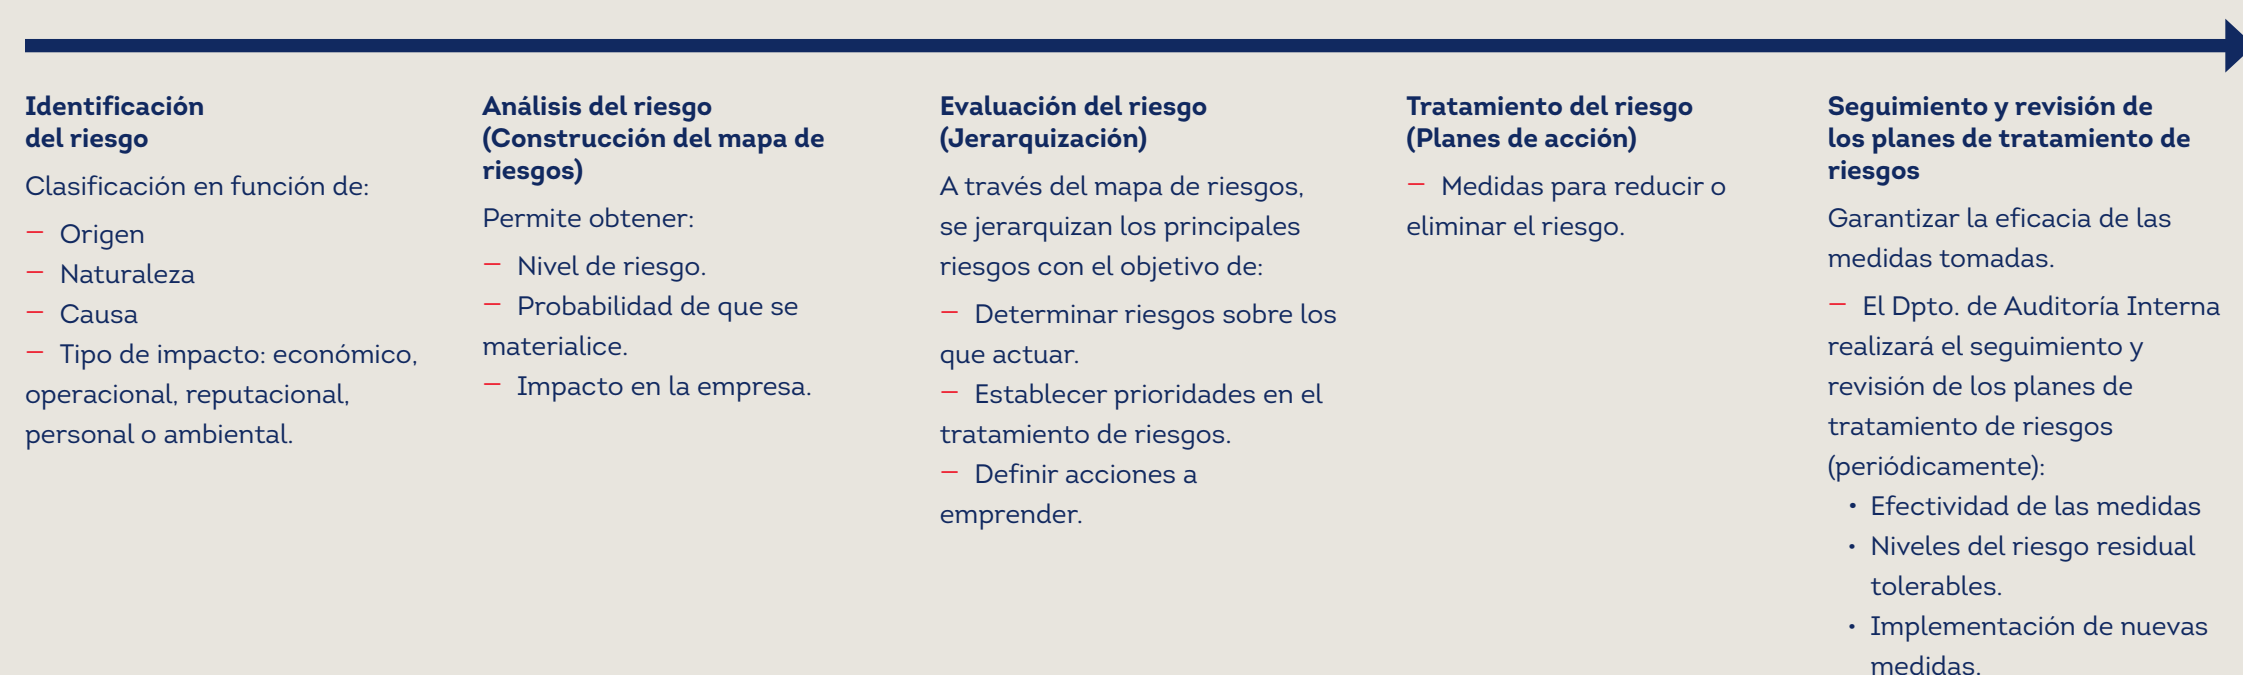 Identificación
del riesgo
Clasificación en función de:
— Origen
— Naturaleza
— Causa
— Tipo de impacto: económico,
operacional, reputacional,
personal o ambiental.
Análisis del riesgo
(Construcción del mapa de
riesgos)
Permite obtener:
— Nivel de riesgo.
— Probabilidad de que se
materialice.
— Impacto en la empresa.
Evaluación del riesgo
(Jerarquización)
A través del mapa de riesgos,
se jerarquizan los principales
riesgos con el objetivo de:
— Determinar riesgos sobre los
que actuar.
— Establecer prioridades en el
tratamiento de riesgos.
— Definir acciones a
emprender.
Tratamiento del riesgo
(Planes de acción)
— Medidas para reducir o
eliminar el riesgo.
Seguimiento y revisión de
los planes de tratamiento de
riesgos
Garantizar la eficacia de las
medidas tomadas.
— El Dpto. de Auditoría Interna
realizará el seguimiento y
revisión de los planes de
tratamiento de riesgos
(periódicamente):
• Efectividad de las medidas
• Niveles del riesgo residual
tolerables.
• Implementación de nuevas
medidas.